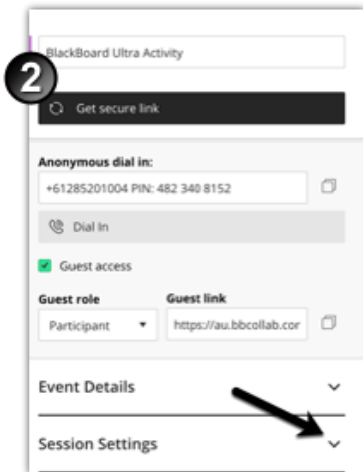 BlackBoard Ultra Activity
2
Get secure link
Anonymous dial in:
+61285201004 PIN: 482 340 8152
Dial In
Guest access
Guest role Guest link
Participant https://au.bbcollab.cor
Event Details
Session Settings